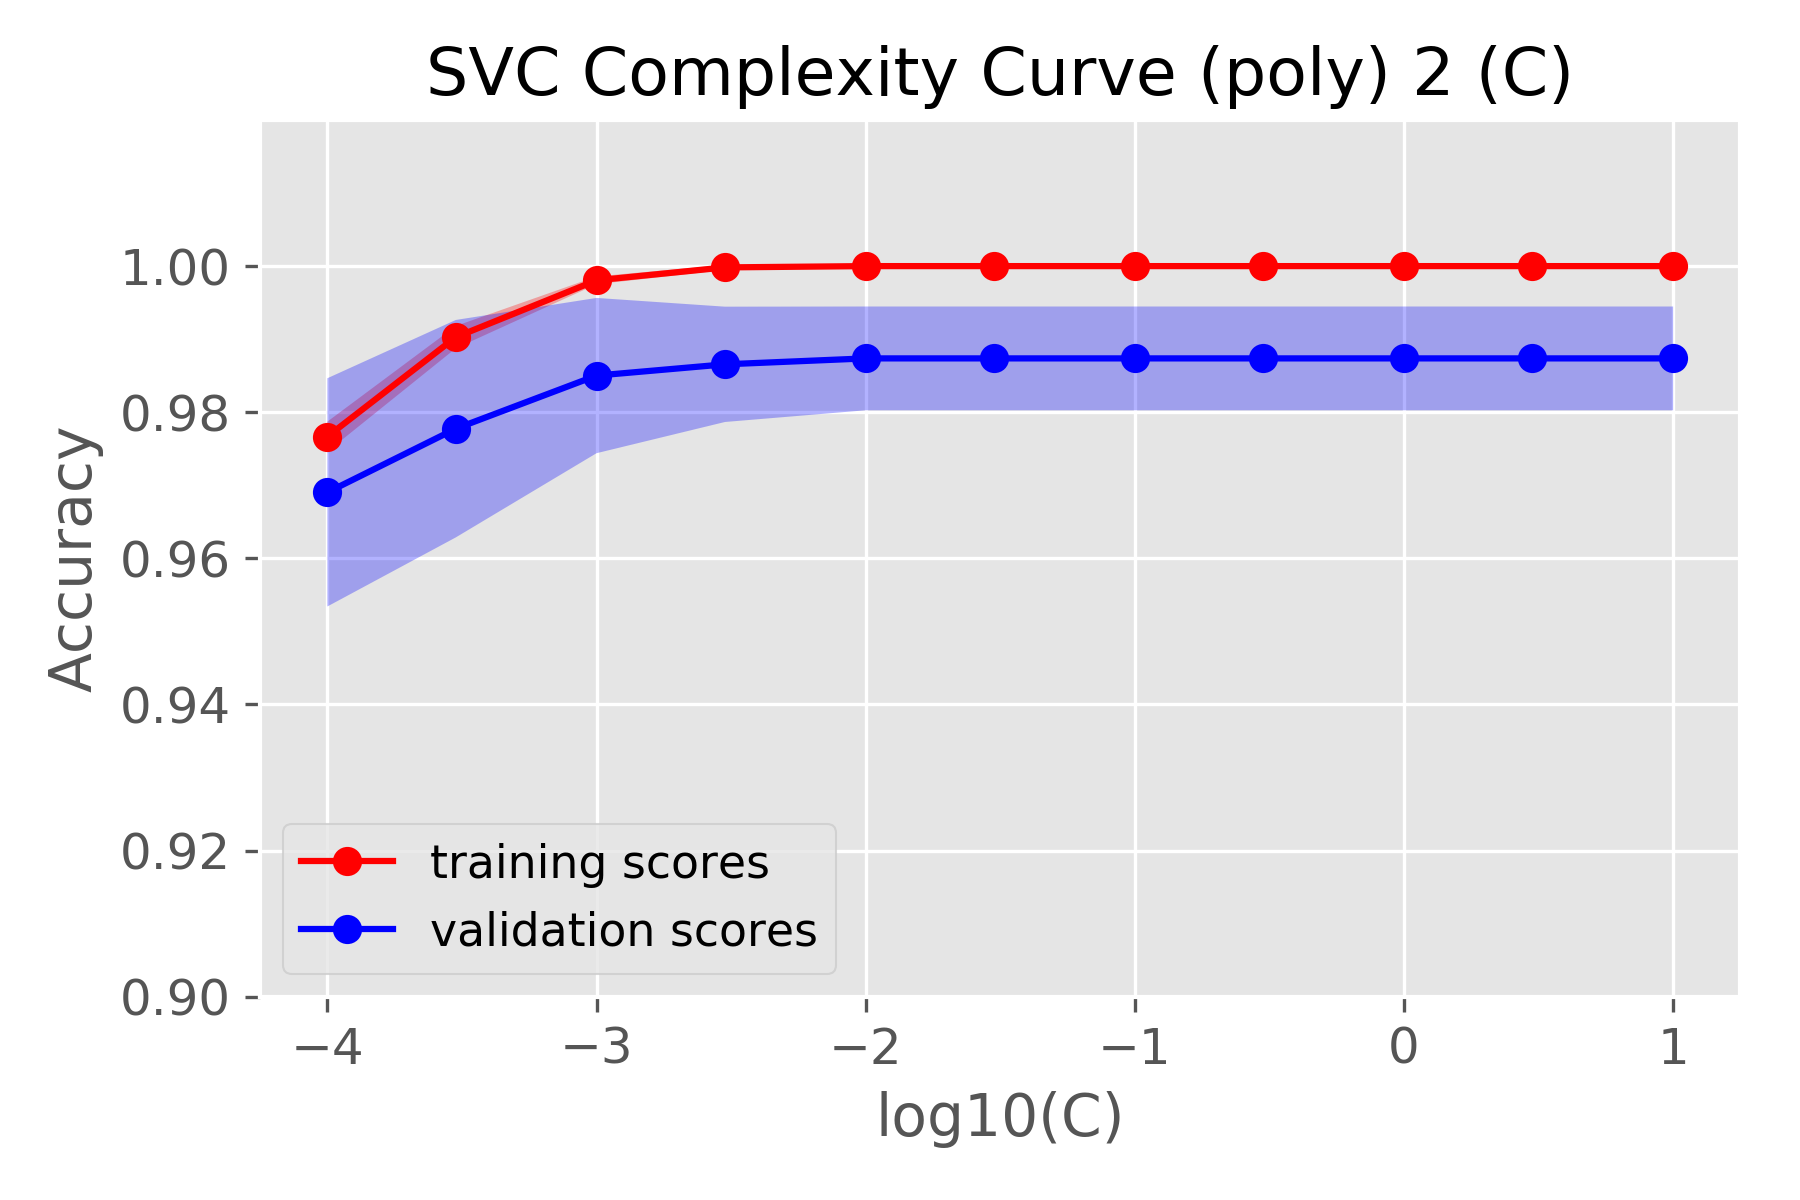 SVC Complexity Curve (poly) 2 (C)
1.00
0.98
0.96
0.94
0.92
0.90
Accuracy
training scores
validation scores
−4 −3 −2 −1 0 1
log10(C)